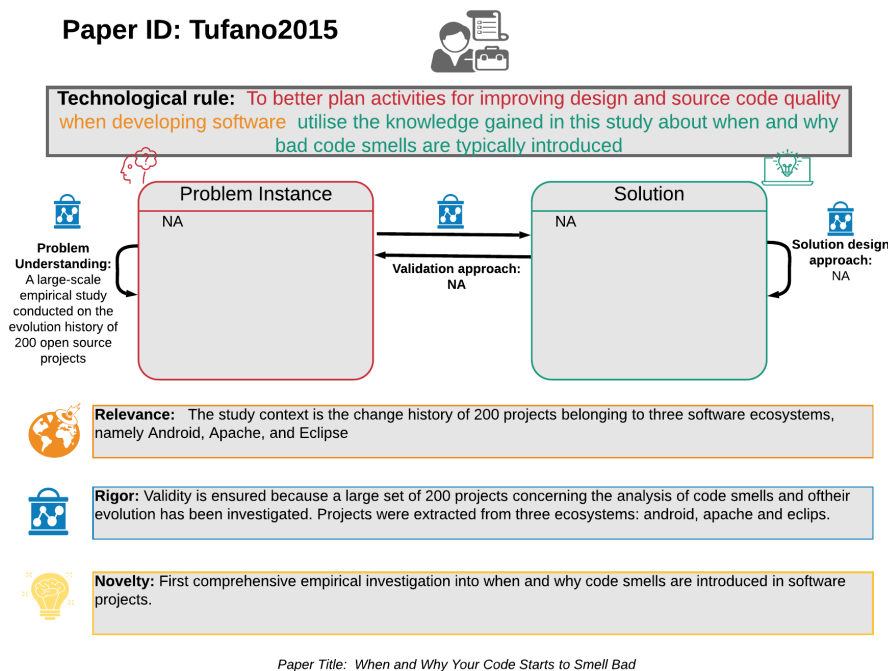 Paper ID: Tufano2015
Technological rule: To better plan activities for improving design and source code quality
when developing software utilise the knowledge gained in this study about when and why
bad code smells are typically introduced
?
Problem Instance
NA
Solution
NA
Problem
Understanding:
A large-scale
empirical study
conducted on the
evolution history of
200 open source
projects
Validation approach:
NA
Solution design
approach:
NA
Relevance: The study context is the change history of 200 projects belonging to three software ecosystems,
namely Android, Apache, and Eclipse
Rigor: Validity is ensured because a large set of 200 projects concerning the analysis of code smells and oftheir
evolution has been investigated. Projects were extracted from three ecosystems: android, apache and eclips.
Novelty: First comprehensive empirical investigation into when and why code smells are introduced in software
projects.
Paper Title: When and Why Your Code Starts to Smell Bad